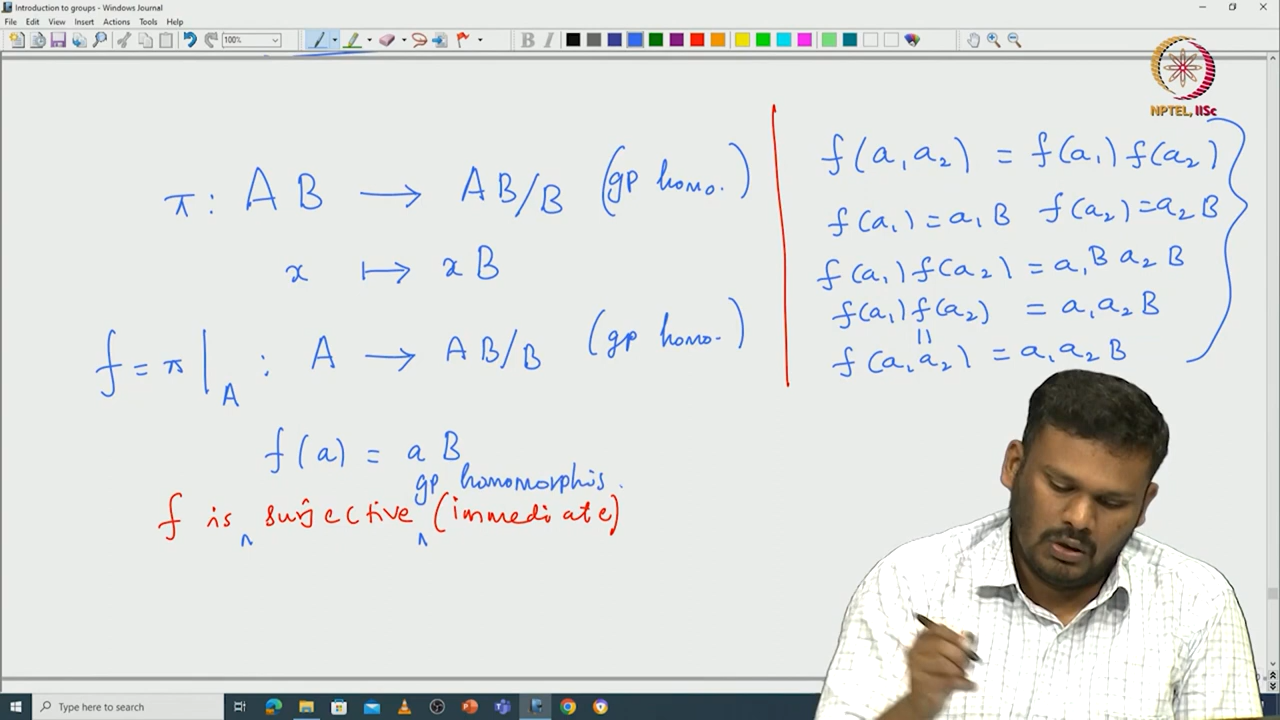 Introduction to groups - Windows Journal
File Edit View Insert Actions Tools Help
100%
B I
NPTEL, IISc
π : AB ⟶ AB/B (gp homo.)
x ⟼ xB
f = π|_A : A ⟶ AB/B (gp homo.)
f(a) = a B
gp homomorphis.
f is surjective (immediate)
f(a₁a₂) = f(a₁) f(a₂)
f(a₁) = a₁B f(a₂) = a₂B
f(a₁) f(a₂) = a₁B a₂B
f(a₁) f(a₂) = a₁a₂B
=
f(a₁a₂) = a₁a₂B
Type here to search